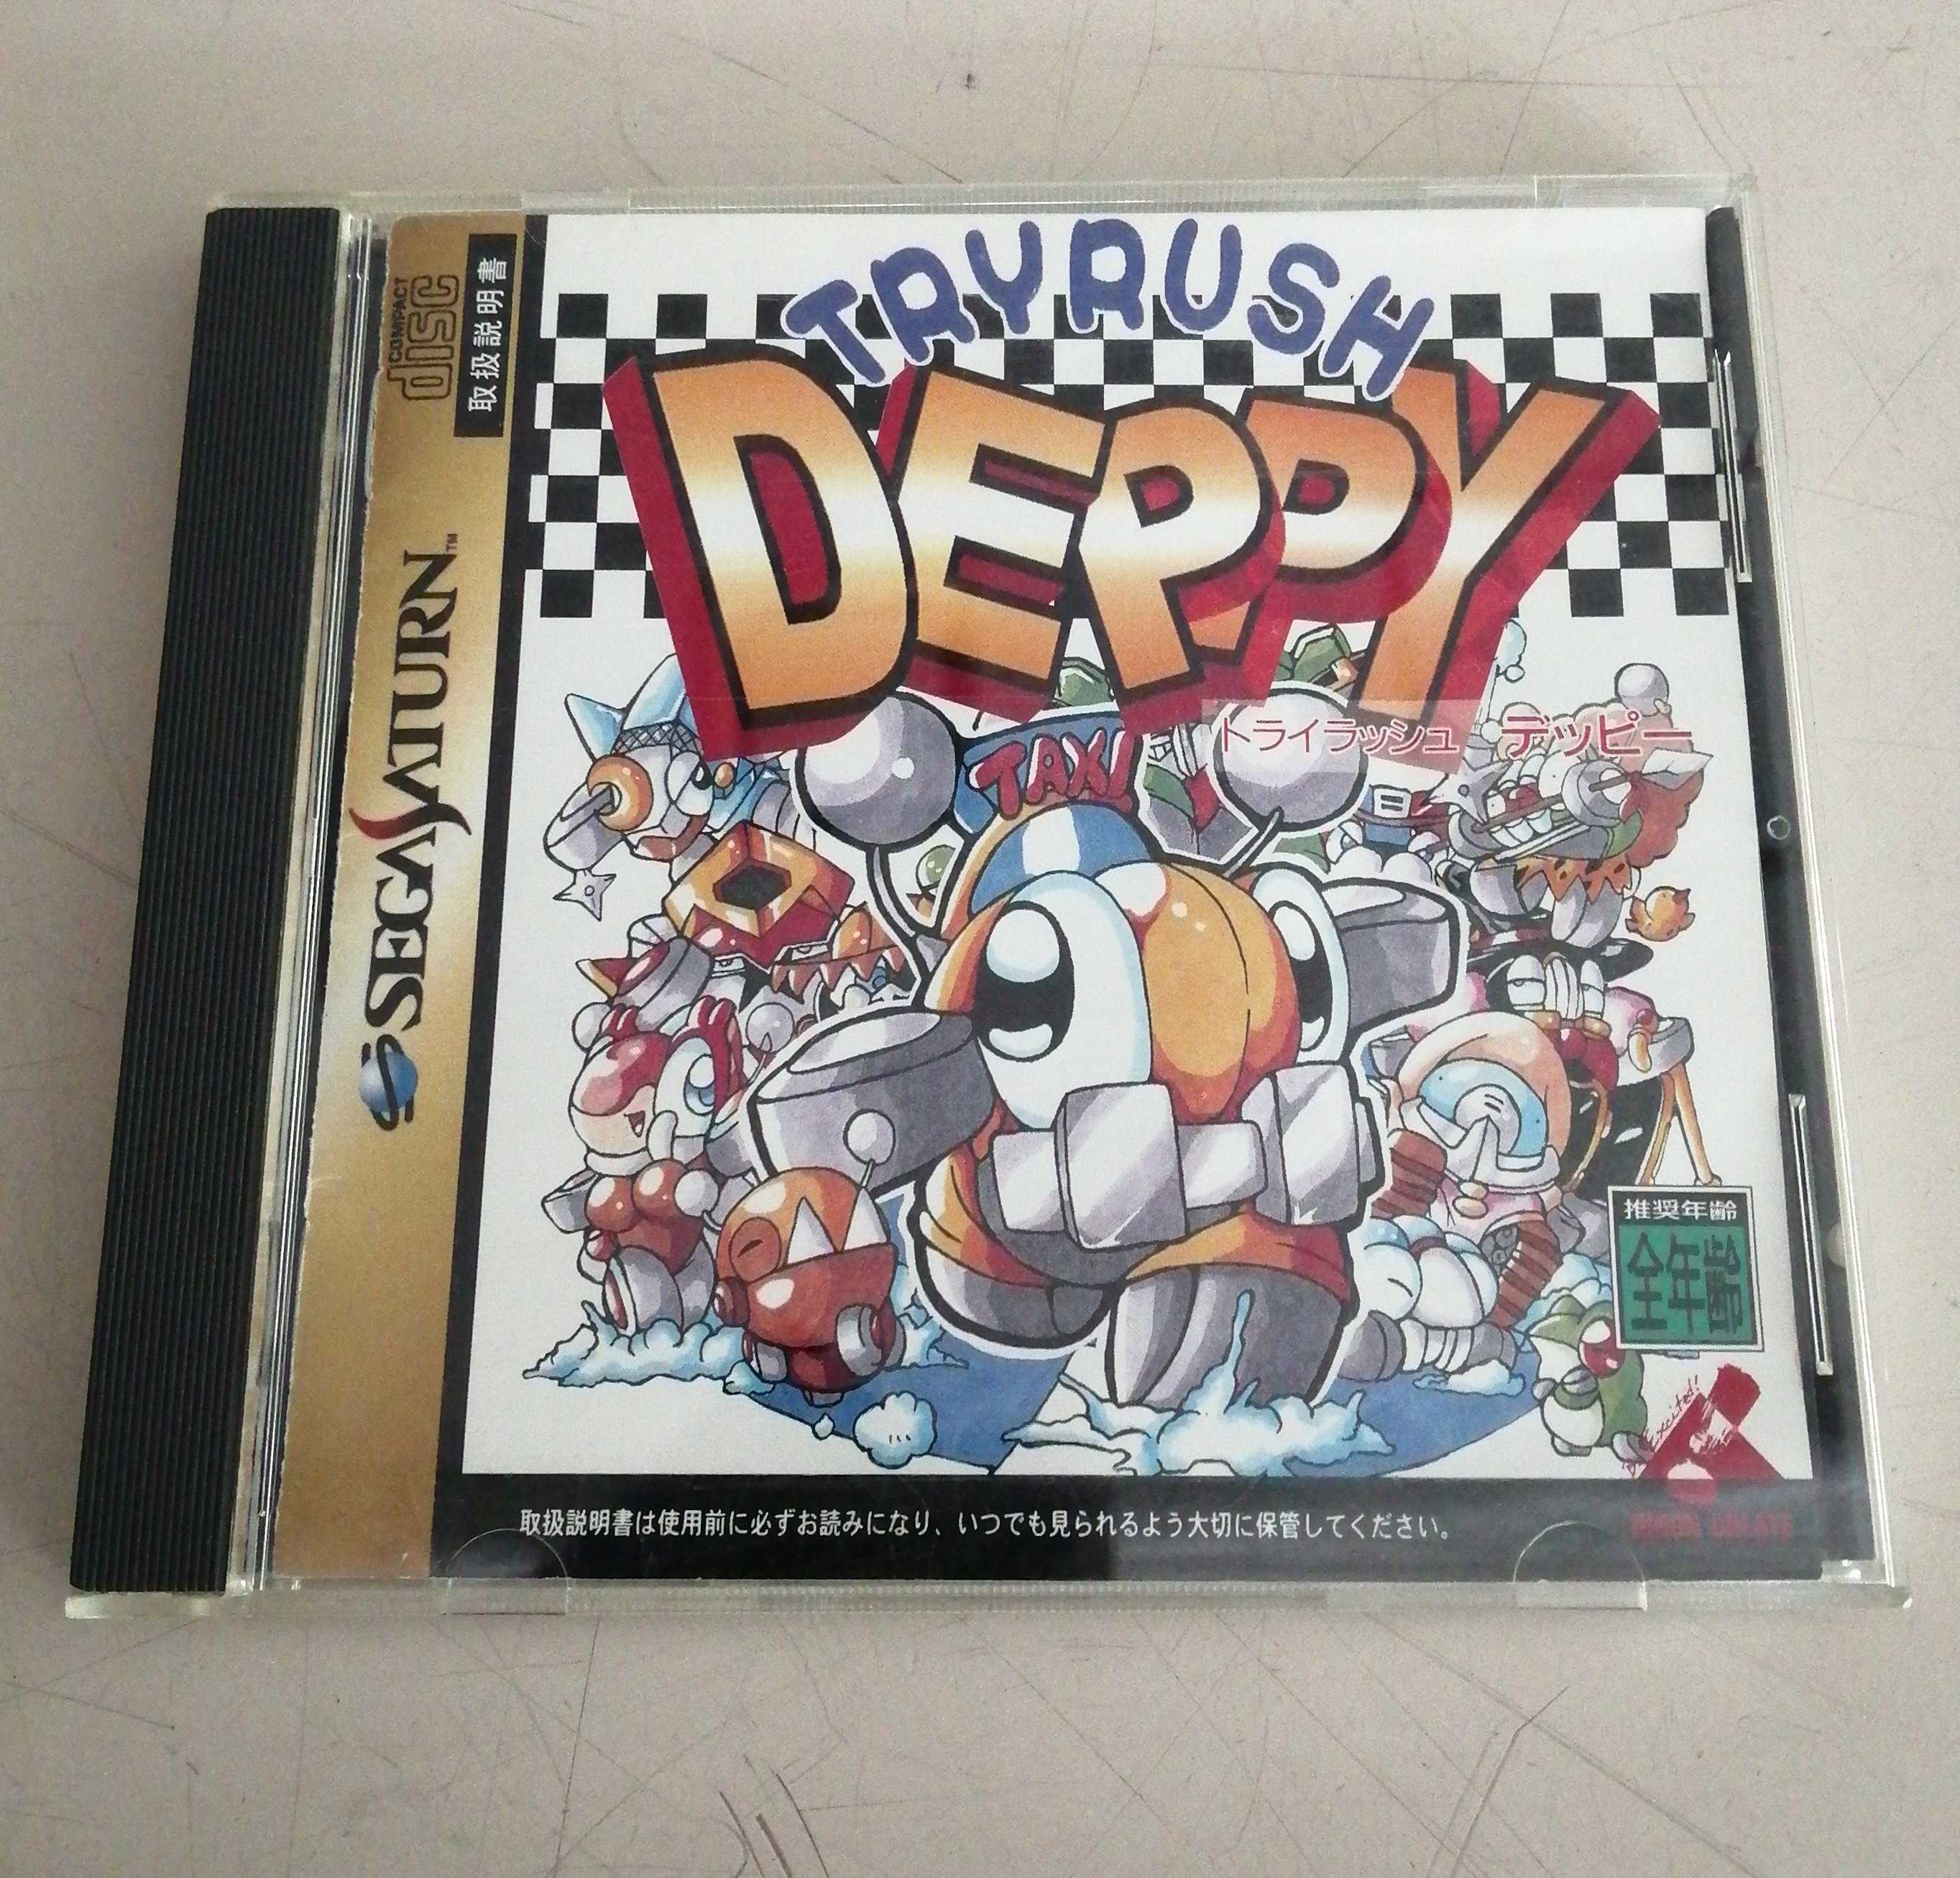 COMPACT
disc
取扱説明書
SEGA SATURN™
TRYRUSH
DEPPY
トライラッシュ デッピー
TAXI
日
推奨年齢
全年齢
Excited!
取扱説明書は使用前に必ずお読みになり、いつでも見られるよう大切に保管してください。